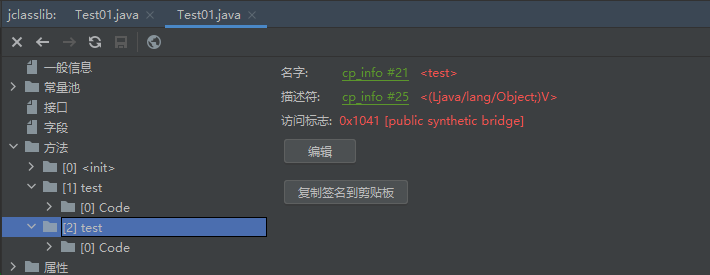 jclasslib: Test01.java Test01.java
一般信息
常量池
接口
字段
方法
[0] <init>
[1] test
[0] Code
[2] test
[0] Code
属性
名字: cp_info #21 <test>
描述符: cp_info #25 <(Ljava/lang/Object;)V>
访问标志: 0x1041 [public synthetic bridge]
编辑
复制签名到剪贴板